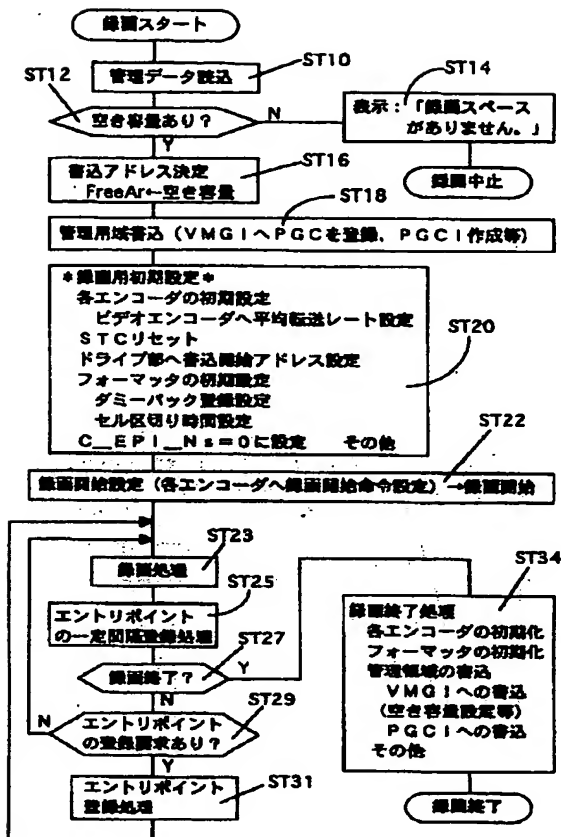 録画スタート
ST10
管理データ読込
ST12
空き容量あり？
N
Y
ST14
表示：「録画スペース
がありません。」
録画中止
ST16
書込アドレス決定
FreeAr←空き容量
ST18
管理用域書込（VMGIへPGCを登録，PGCI作成等）
＊録画用初期設定＊
各エンコーダの初期設定
ビデオエンコーダへ平均転送レート設定
STCリセット
ドライブ部へ書込開始アドレス設定
フォーマッタの初期設定
ダミーパック登録設定
セル区切り時間設定
C_EPI_Ns＝0に設定　その他
ST20
ST22
録画開始設定（各エンコーダへ録画開始命令設定）→録画開始
ST23
録画処理
ST25
エントリポイント
の一定間隔登録処理
ST27
録画終了？
Y
N
ST29
N
エントリポイント
の登録要求あり？
Y
ST31
エントリポイント
登録処理
ST34
録画終了処理
各エンコーダの初期化
フォーマッタの初期化
管理領域の書込
VMGIへの書込
（空き容量設定等）
PGCIへの書込
その他
録画終了